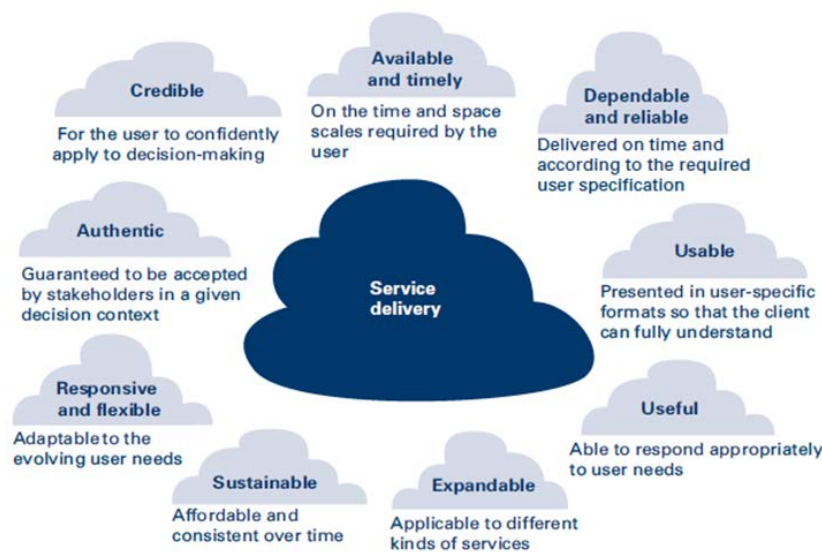 Available
and timely
On the time and space
scales required by the
user
Dependable
and reliable
Delivered on time and
according to the required
user specification
Usable
Presented in user-specific
formats so that the client
can fully understand
Useful
Able to respond appropriately
to user needs
Expandable
Applicable to different
kinds of services
Sustainable
Affordable and
consistent over time
Responsive
and flexible
Adaptable to the
evolving user needs
Authentic
Guaranteed to be accepted
by stakeholders in a given
decision context
Credible
For the user to confidently
apply to decision-making
Service
delivery